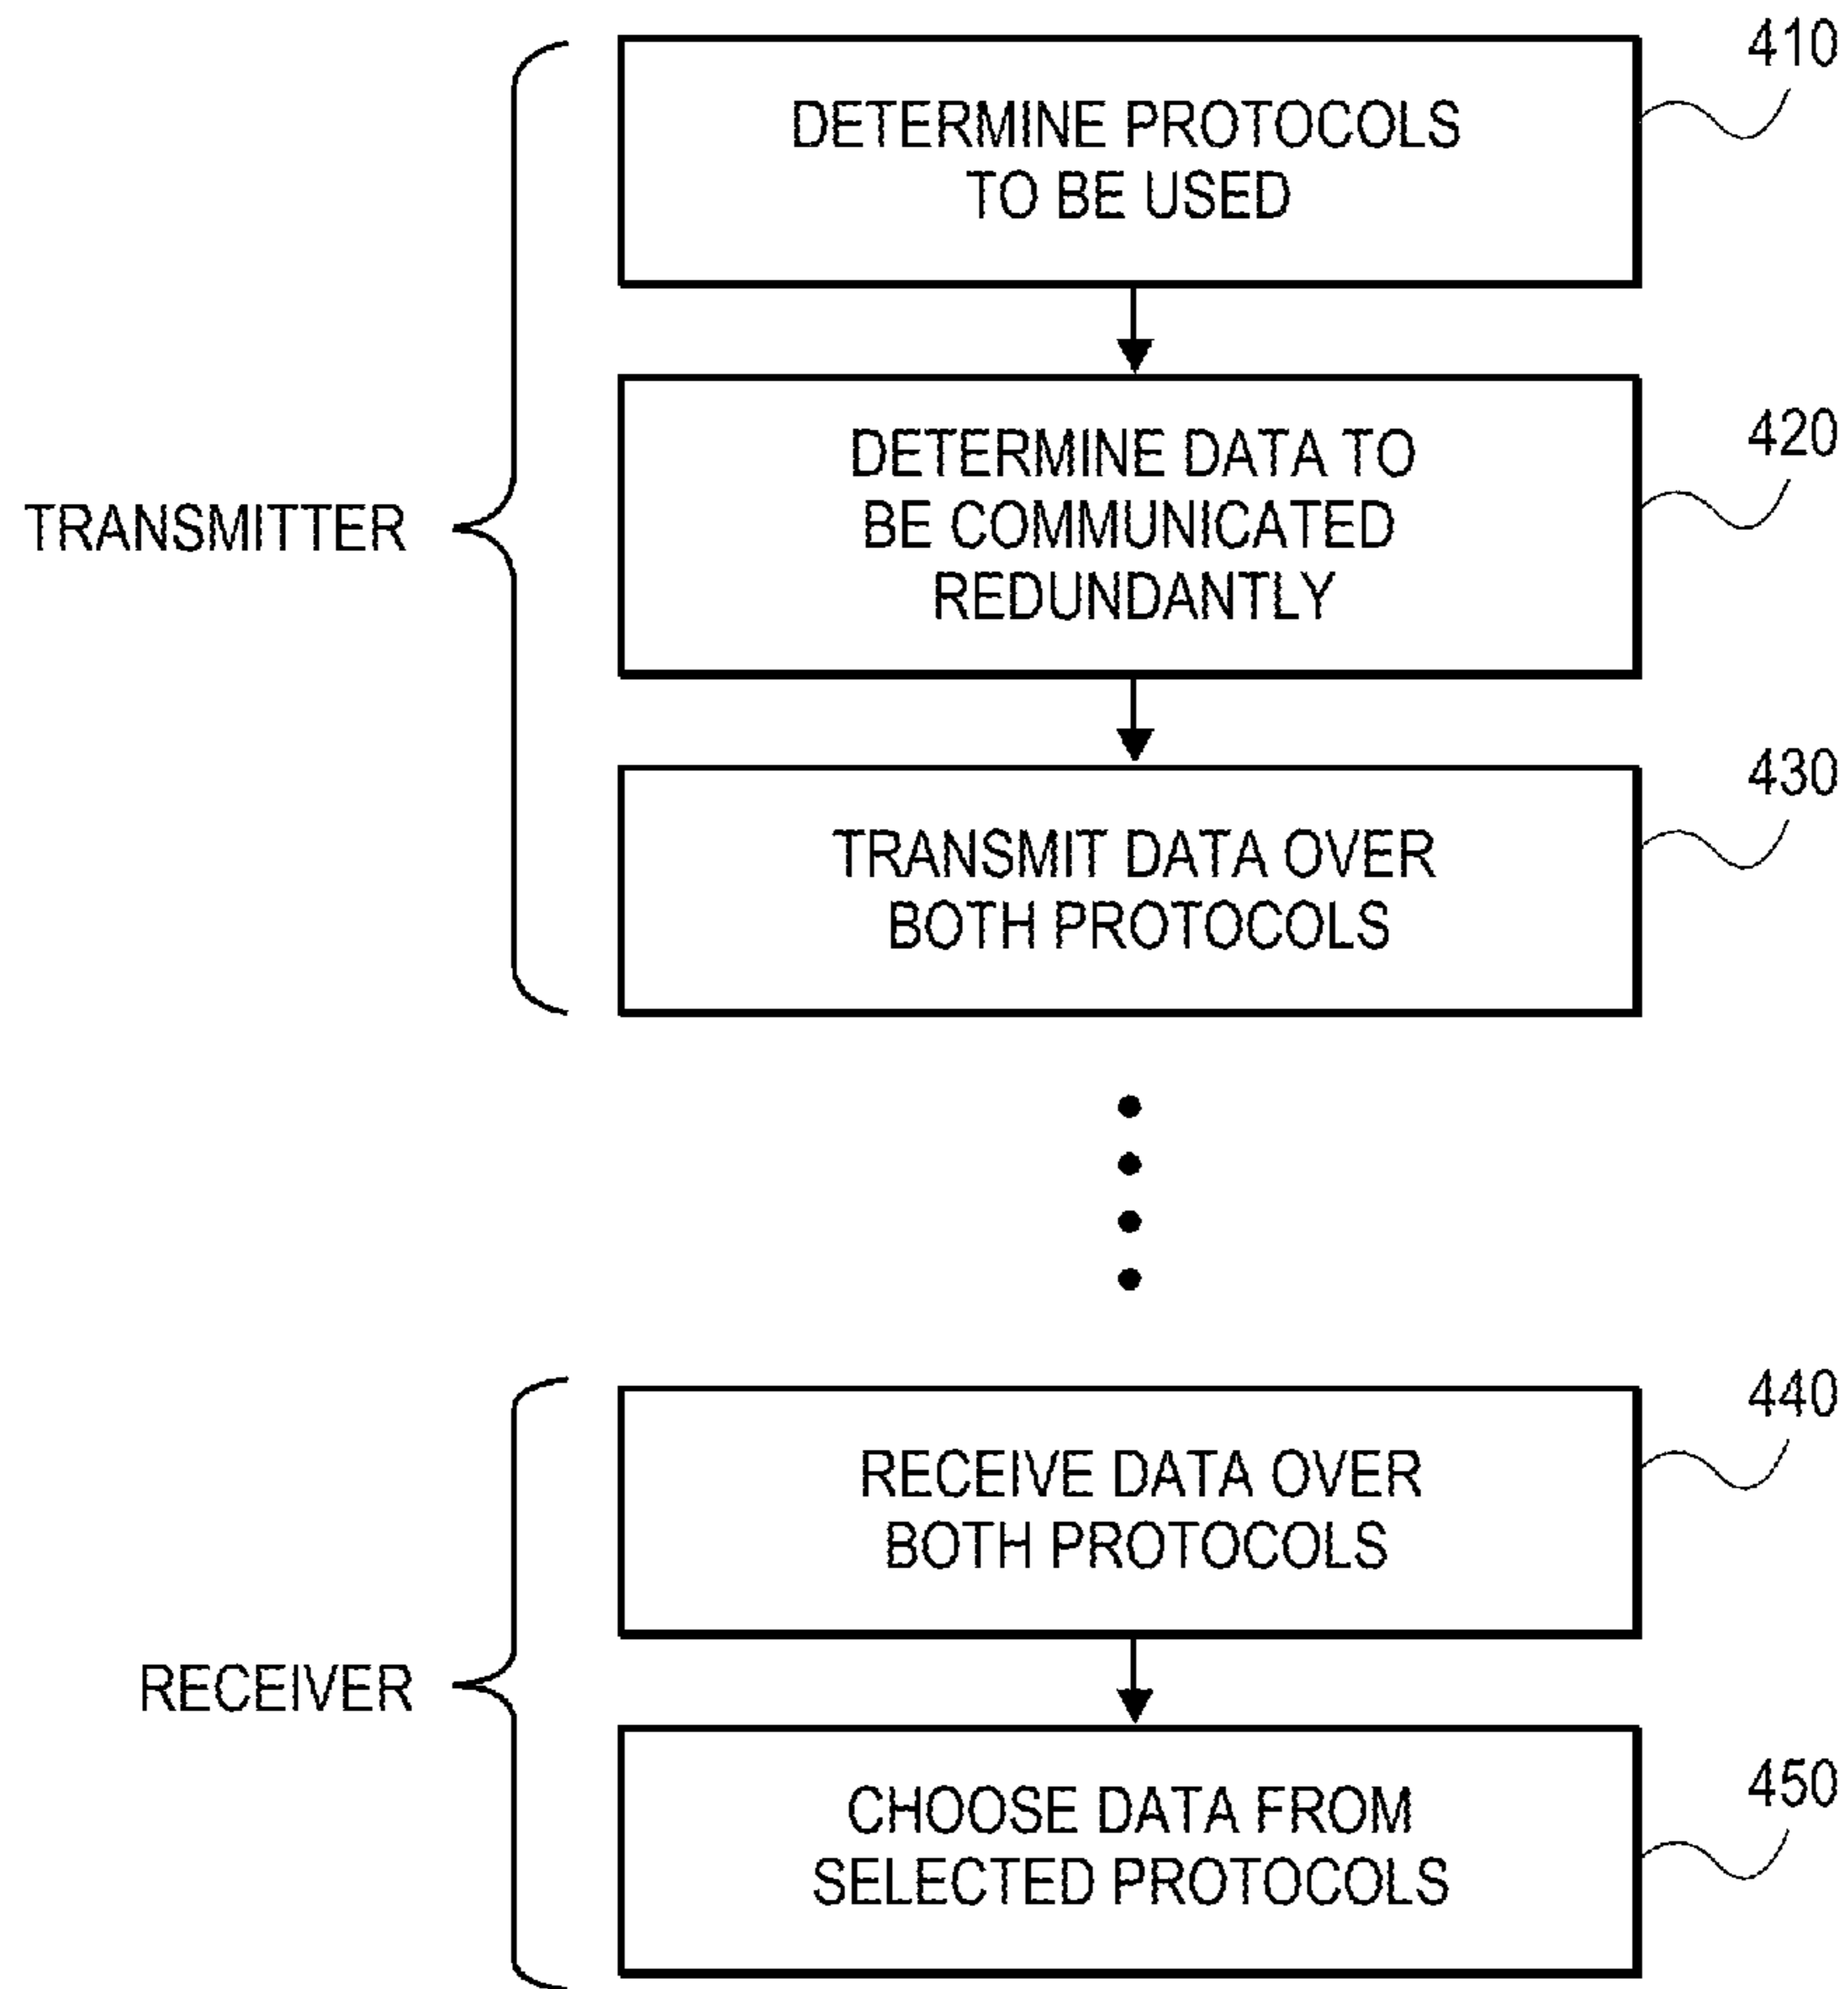 410
DETERMINE PROTOCOLS
TO BE USED
420
DETERMINE DATA TO
BE COMMUNICATED
REDUNDANTLY
TRANSMITTER
430
TRANSMIT DATA OVER
BOTH PROTOCOLS
440
RECEIVE DATA OVER
BOTH PROTOCOLS
RECEIVER
450
CHOOSE DATA FROM
SELECTED PROTOCOLS